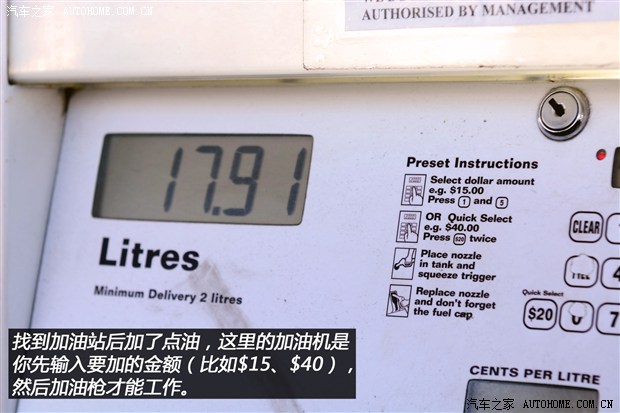 汽车之家 AUTOHOME.COM.CN
AUTHORISED BY MANAGEMENT
17.91
Litres
Minimum Delivery 2 litres
Preset Instructions
Select dollar amount
e.g. $15.00
Press 1 and 5
OR Quick Select
e.g. $40.00
Press $20 twice
Place nozzle
in tank and
squeeze trigger
Replace nozzle
and don't forget
the fuel cap
CLEAR
4
Quick Select
$20
7
CENTS PER LITRE
找到加油站后加了点油，这里的加油机是
你先输入要加的金额（比如$15、$40），
然后加油枪才能工作。
汽车之家 AUTOHOME.COM.CN